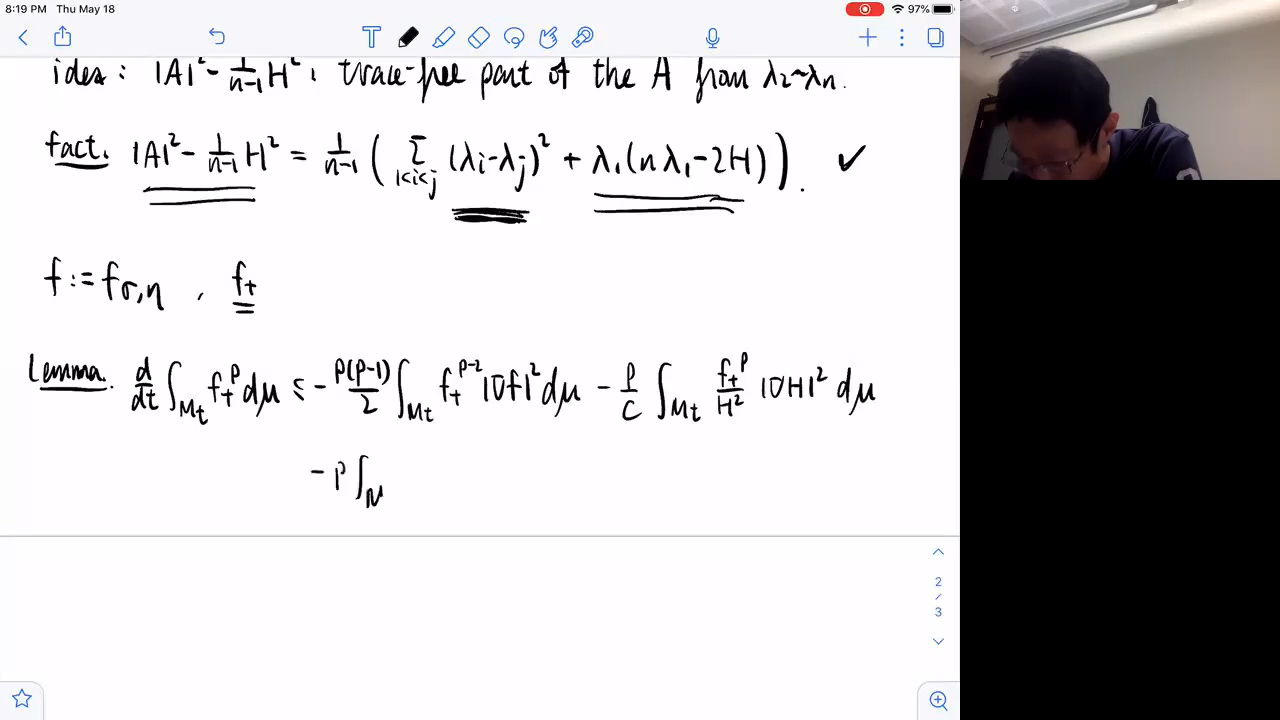 8:19 PM Thu May 18 97%
idea: |A|² - 1/(n-1) H² : trace-free part of the A from λ₂~λn.
fact. |A|² - 1/(n-1) H² = 1/(n-1) ( Σ_{1<i<j} (λi-λj)² + λ₁(nλ₁-2H) ). ✓
f := fσ,η , f₊
Lemma. d/dt ∫_{Mt} f₊^p dμ ≤ - p(p-1)/2 ∫_{Mt} f₊^{p-2} |∇f|² dμ - p/C ∫_{Mt} f₊^p/H² |∇H|² dμ
- p ∫_M
2
/
3